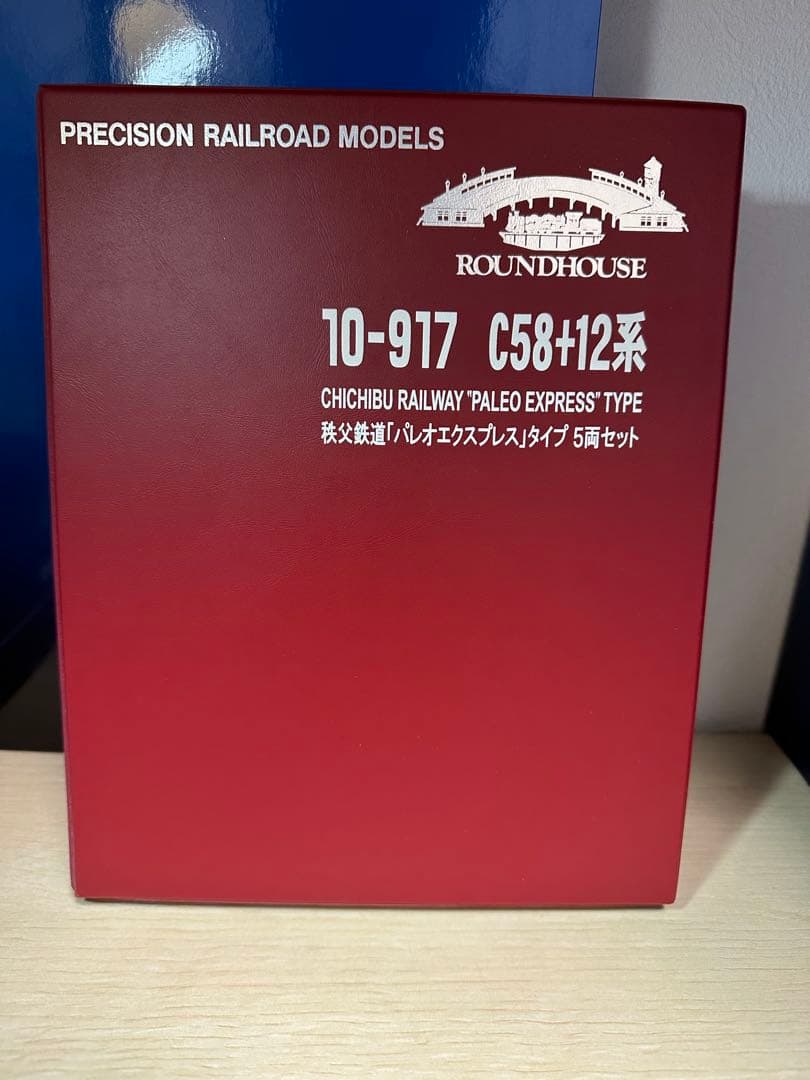 PRECISION RAILROAD MODELS
ROUNDHOUSE
10-917 C58+12系
CHICHIBU RAILWAY "PALEO EXPRESS" TYPE
秩父鉄道「パレオエクスプレス」タイプ 5両セット